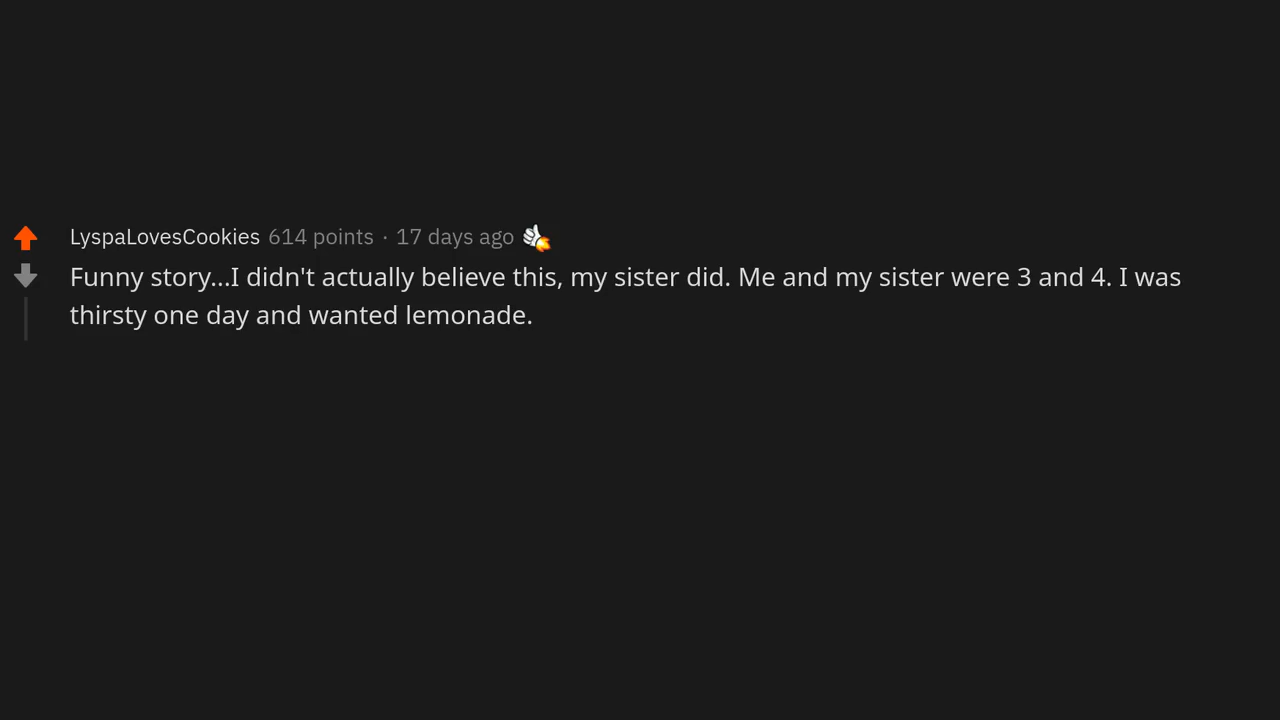 LyspaLovesCookies 614 points · 17 days ago
Funny story...I didn't actually believe this, my sister did. Me and my sister were 3 and 4. I was
thirsty one day and wanted lemonade.